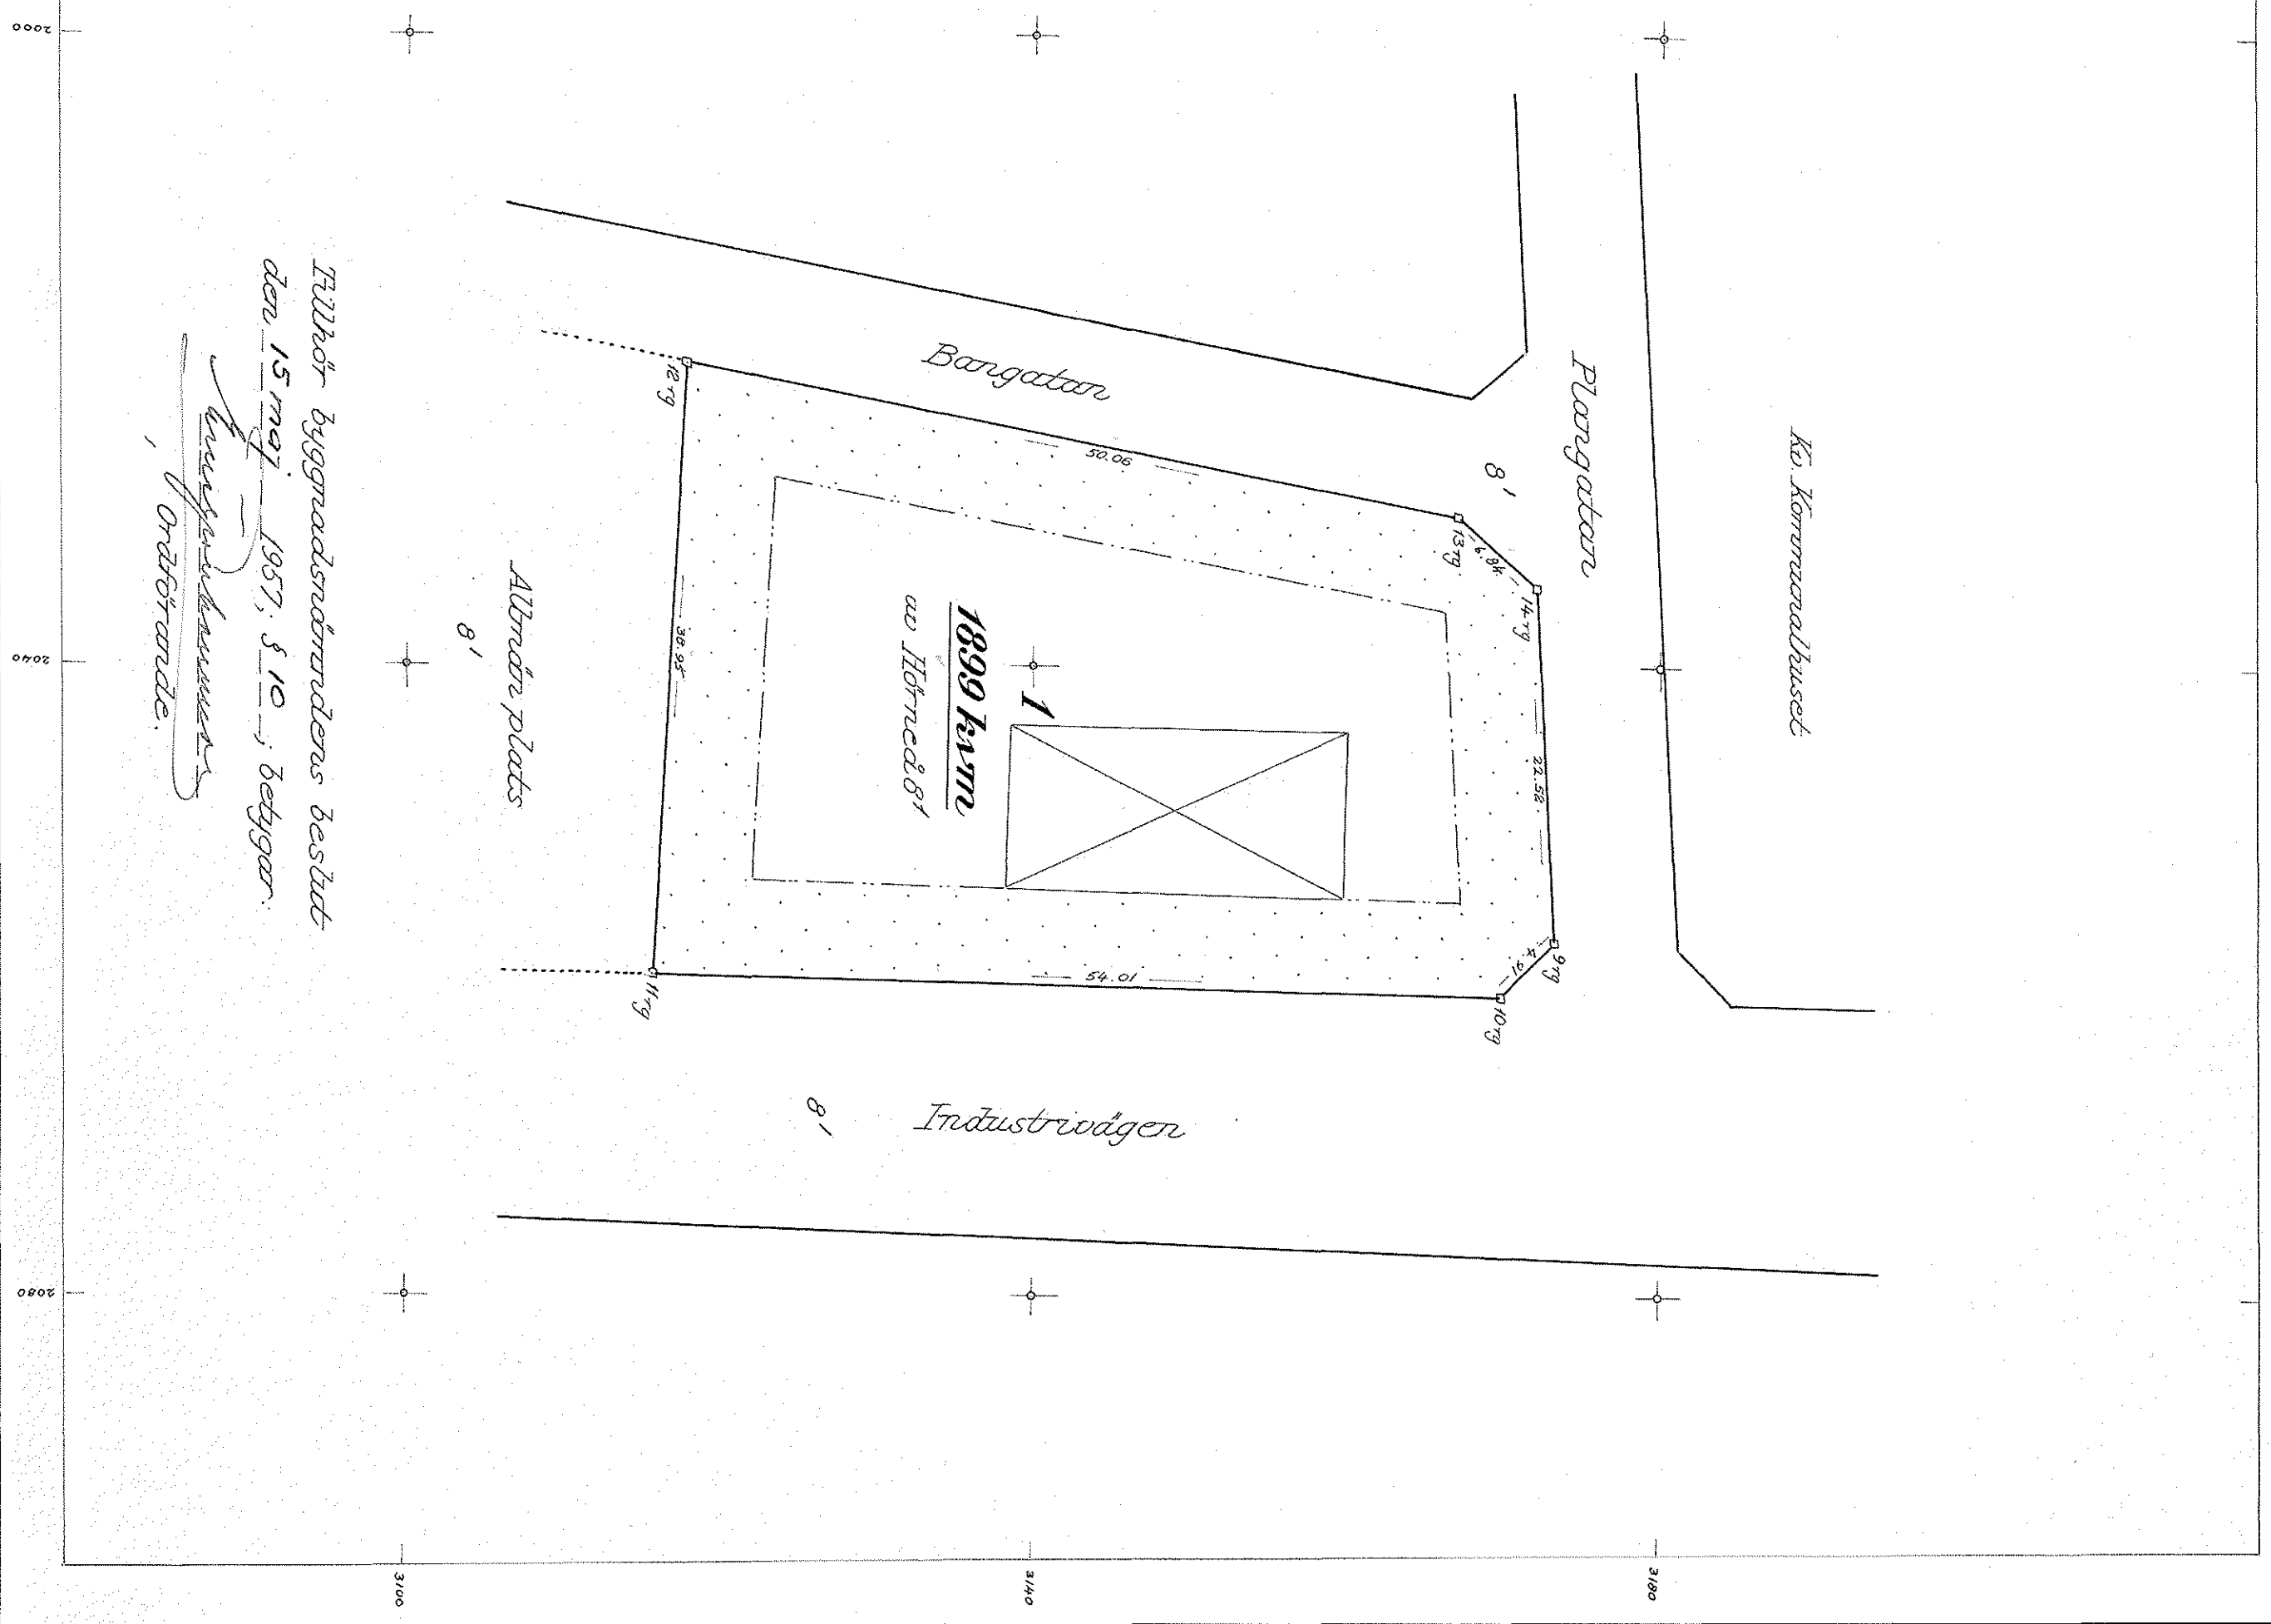 Kv. Kommunalhuset
Plangatan
8¹
Bangatan
50.06
12 rg
13 rg
14 rg
22.52
9 rg
4.91
10 rg
54.01
11 rg
38.95
1
1899 kvm
av Hörneå 8¹
Allmän plats
8¹
Industrivägen
8¹
Tillhör byggnadsnämndens beslut
den 15 maj 1957, § 10, betygar:
Ordförande.
2000
2040
2080
3100
3140
3180